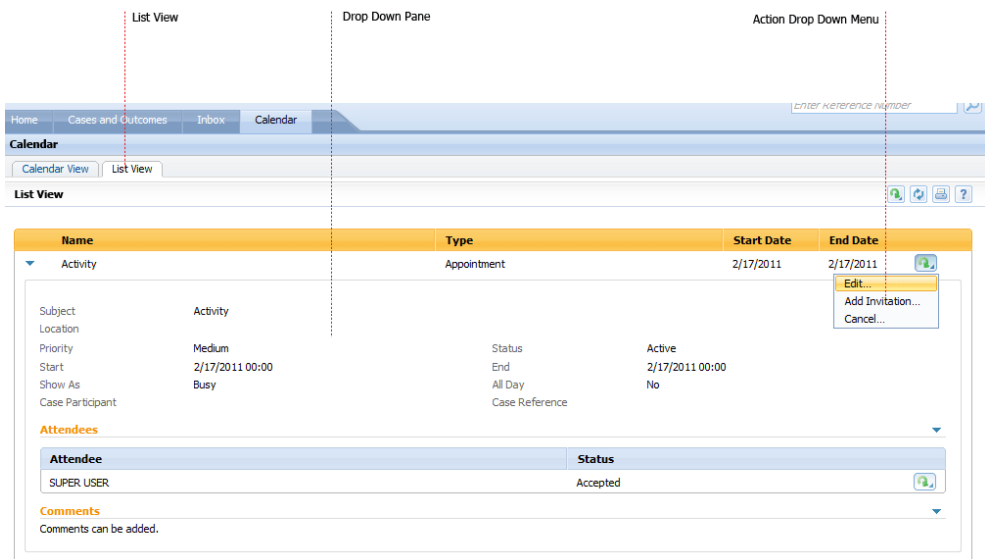 List View Drop Down Pane Action Drop Down Menu
Enter Reference Number
Home Cases and Outcomes Inbox Calendar
Calendar
Calendar View List View
List View ?
Name Type Start Date End Date
Activity Appointment 2/17/2011 2/17/2011
Edit...
Add Invitation...
Cancel...
Subject Activity
Location
Priority Medium Status Active
Start 2/17/2011 00:00 End 2/17/2011 00:00
Show As Busy All Day No
Case Participant Case Reference
Attendees
Attendee Status
SUPER USER Accepted
Comments
Comments can be added.